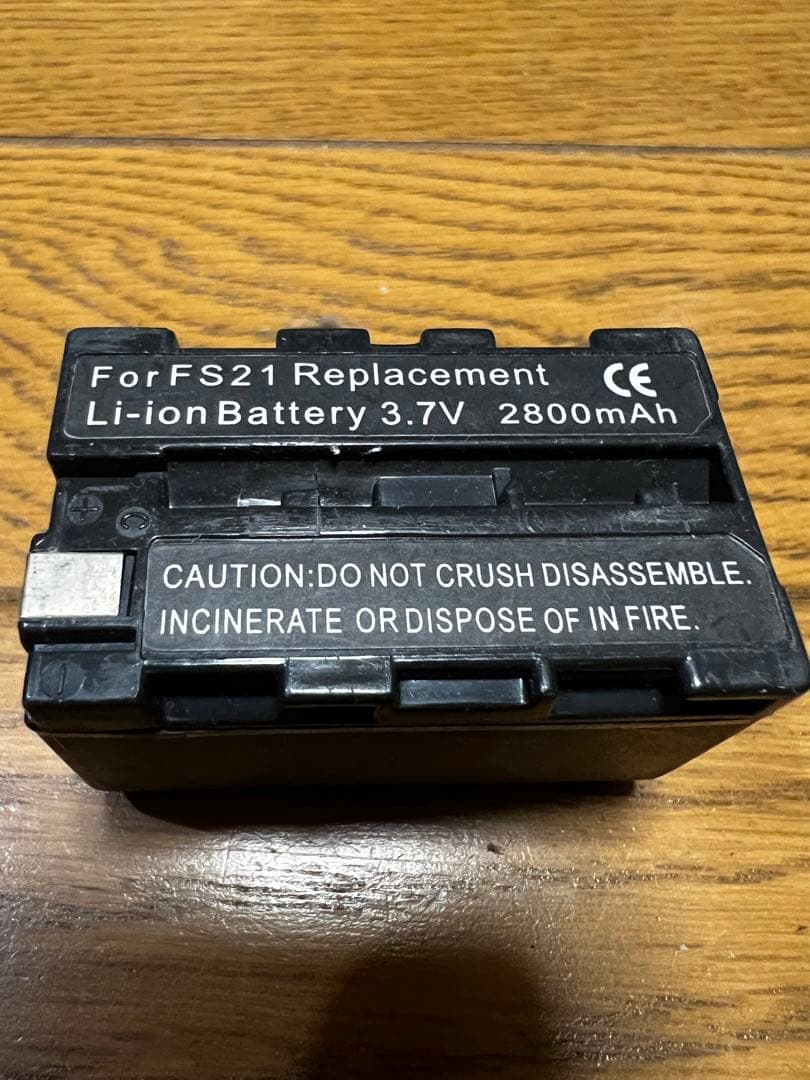 For FS21 Replacement CE
Li-ion Battery 3.7V 2800mAh
+ C
CAUTION:DO NOT CRUSH DISASSEMBLE.
INCINERATE OR DISPOSE OF IN FIRE.
-